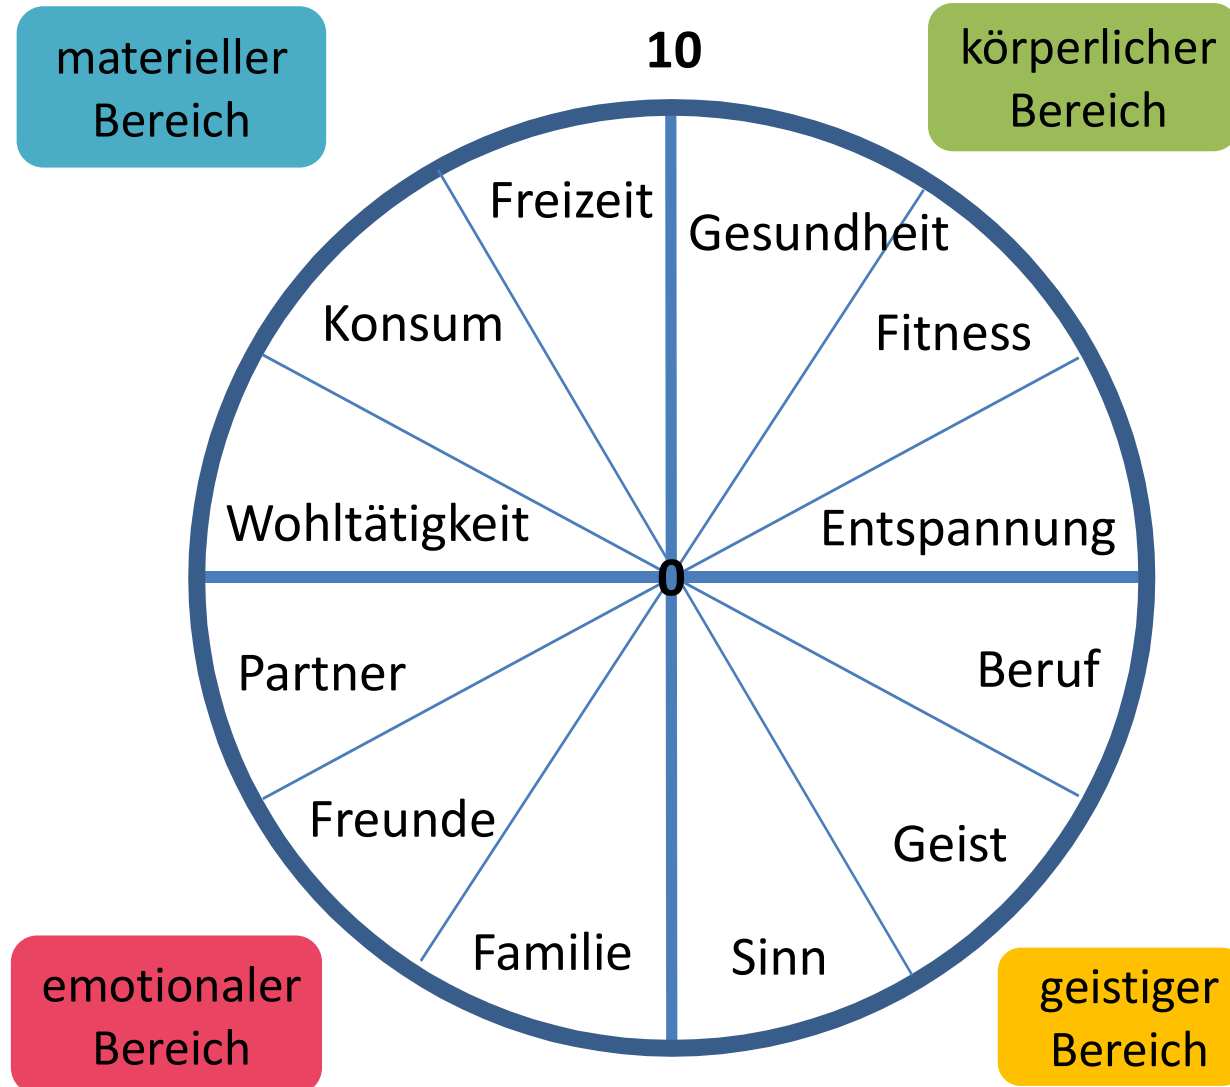 materieller
Bereich
10
körperlicher
Bereich
Freizeit
Gesundheit
Konsum
Fitness
Wohltätigkeit
Entspannung
0
Partner
Beruf
Freunde
Geist
Familie
Sinn
emotionaler
Bereich
geistiger
Bereich